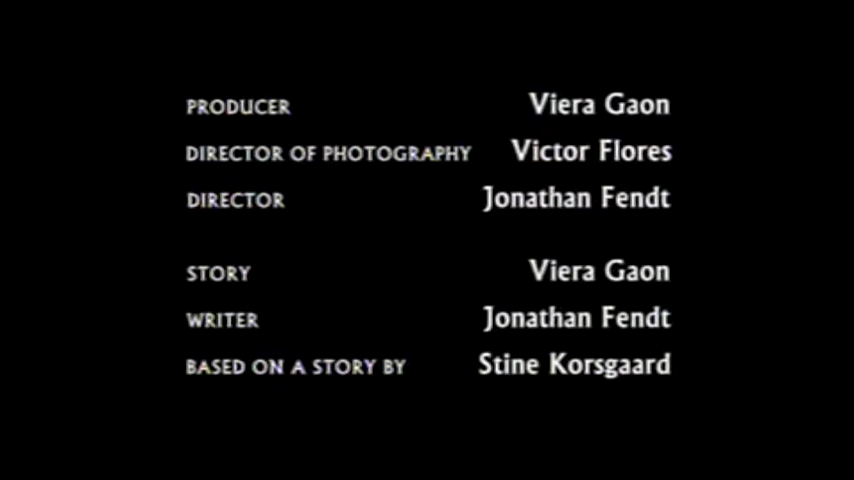 PRODUCER Viera Gaon
DIRECTOR OF PHOTOGRAPHY Victor Flores
DIRECTOR Jonathan Fendt
STORY Viera Gaon
WRITER Jonathan Fendt
BASED ON A STORY BY Stine Korsgaard